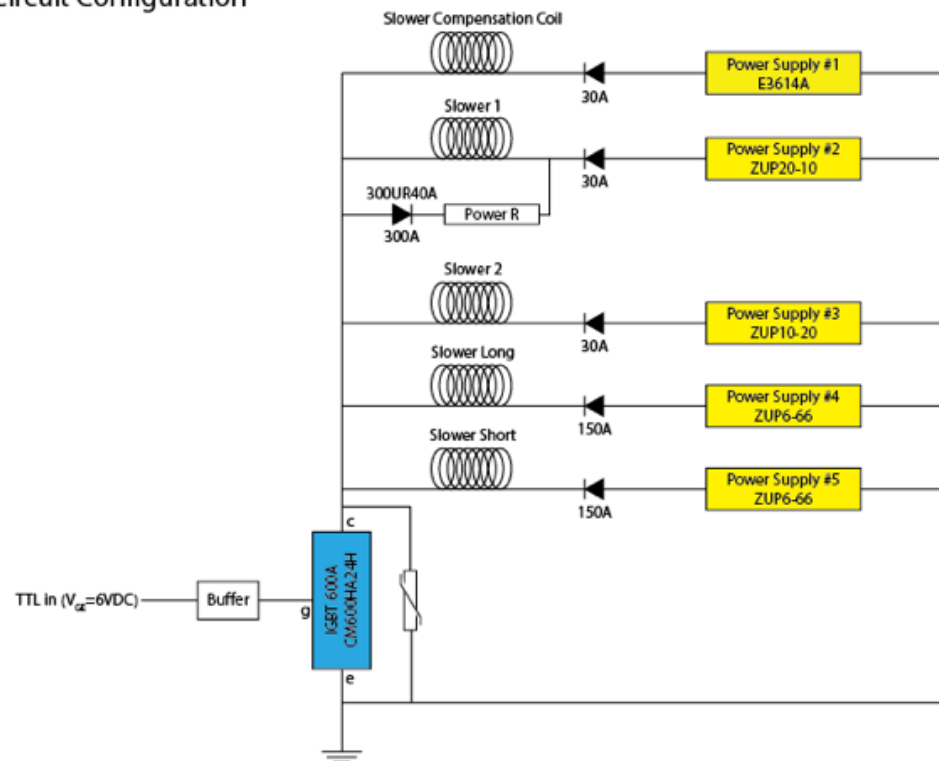 Circuit Configuration
Slower Compensation Coil
Power Supply #1
E3614A
30A
Slower 1
Power Supply #2
ZUP20-10
30A
300UR40A
Power R
300A
Slower 2
Power Supply #3
ZUP10-20
30A
Slower Long
Power Supply #4
ZUP6-66
150A
Slower Short
Power Supply #5
ZUP6-66
150A
c
IGBT 600A
CM600HA24H
TTL in (VGE=6VDC)
Buffer
g
e